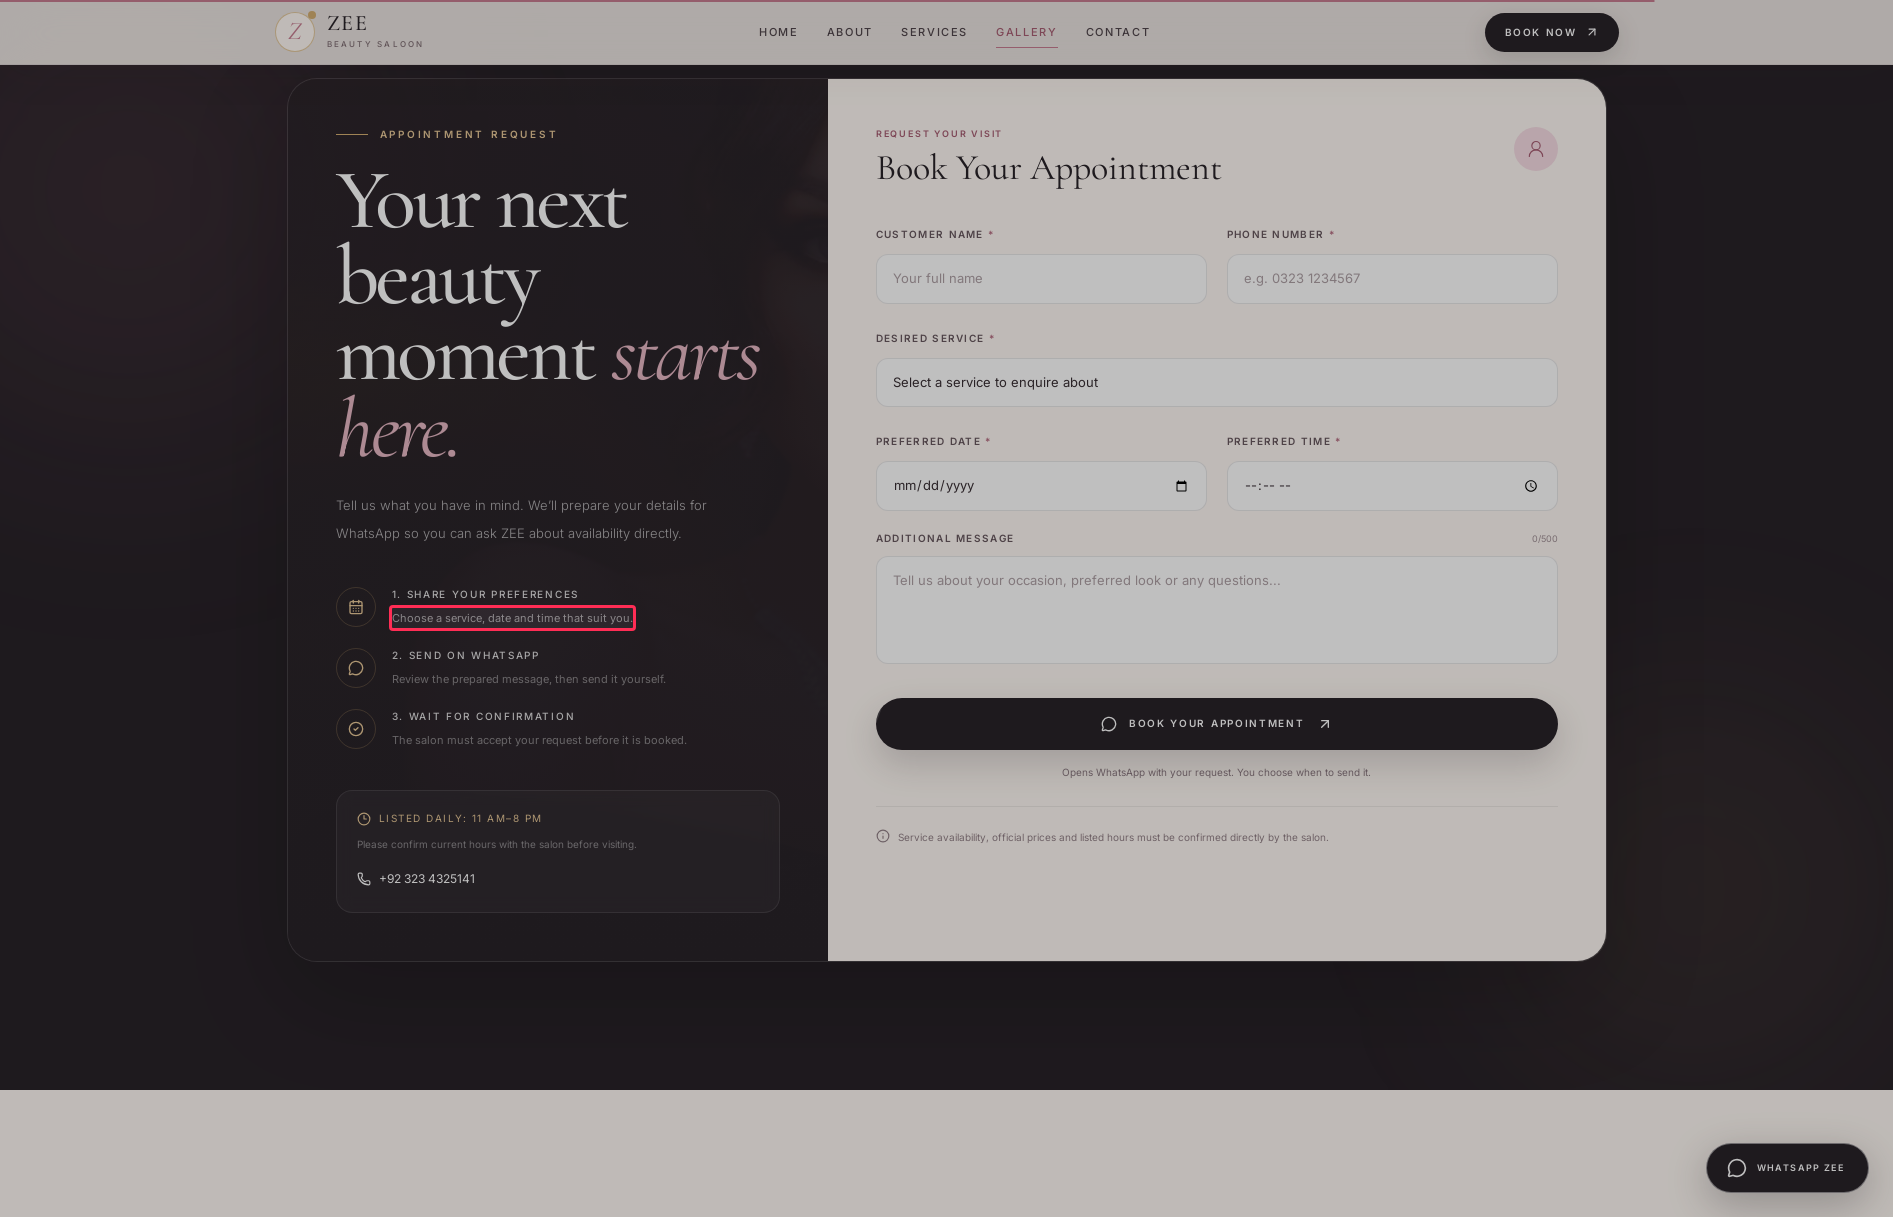 Z
ZEE
BEAUTY SALOON
HOME
ABOUT
SERVICES
GALLERY
CONTACT
BOOK NOW
APPOINTMENT REQUEST
Your next
beauty
moment starts
here.
Tell us what you have in mind. We’ll prepare your details for
WhatsApp so you can ask ZEE about availability directly.
1. SHARE YOUR PREFERENCES
Choose a service, date and time that suit you.
2. SEND ON WHATSAPP
Review the prepared message, then send it yourself.
3. WAIT FOR CONFIRMATION
The salon must accept your request before it is booked.
LISTED DAILY: 11 AM–8 PM
Please confirm current hours with the salon before visiting.
+92 323 4325141
REQUEST YOUR VISIT
Book Your Appointment
CUSTOMER NAME *
PHONE NUMBER *
Your full name
e.g. 0323 1234567
DESIRED SERVICE *
Select a service to enquire about
PREFERRED DATE *
PREFERRED TIME *
mm/dd/yyyy
--:-- --
ADDITIONAL MESSAGE
0/500
Tell us about your occasion, preferred look or any questions...
BOOK YOUR APPOINTMENT
Opens WhatsApp with your request. You choose when to send it.
Service availability, official prices and listed hours must be confirmed directly by the salon.
WHATSAPP ZEE